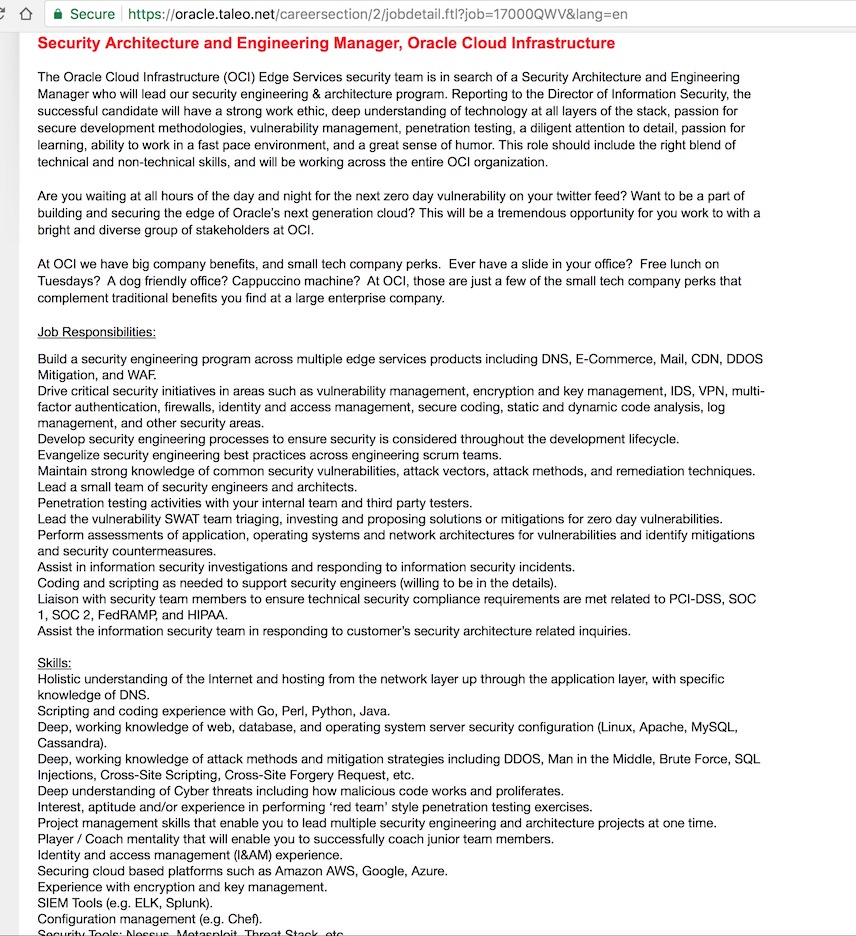 Secure https://oracle.taleo.net/careersection/2/jobdetail.ftl?job=17000QWV&lang=en
Security Architecture and Engineering Manager, Oracle Cloud Infrastructure
The Oracle Cloud Infrastructure (OCI) Edge Services security team is in search of a Security Architecture and Engineering
Manager who will lead our security engineering & architecture program. Reporting to the Director of Information Security, the
successful candidate will have a strong work ethic, deep understanding of technology at all layers of the stack, passion for
secure development methodologies, vulnerability management, penetration testing, a diligent attention to detail, passion for
learning, ability to work in a fast pace environment, and a great sense of humor. This role should include the right blend of
technical and non-technical skills, and will be working across the entire OCI organization.
Are you waiting at all hours of the day and night for the next zero day vulnerability on your twitter feed? Want to be a part of
building and securing the edge of Oracle's next generation cloud? This will be a tremendous opportunity for you work to with a
bright and diverse group of stakeholders at OCI.
At OCI we have big company benefits, and small tech company perks. Ever have a slide in your office? Free lunch on
Tuesdays? A dog friendly office? Cappuccino machine? At OCI, those are just a few of the small tech company perks that
complement traditional benefits you find at a large enterprise company.
Job Responsibilities:
Build a security engineering program across multiple edge services products including DNS, E-Commerce, Mail, CDN, DDOS
Mitigation, and WAF.
Drive critical security initiatives in areas such as vulnerability management, encryption and key management, IDS, VPN, multi-
factor authentication, firewalls, identity and access management, secure coding, static and dynamic code analysis, log
management, and other security areas.
Develop security engineering processes to ensure security is considered throughout the development lifecycle.
Evangelize security engineering best practices across engineering scrum teams.
Maintain strong knowledge of common security vulnerabilities, attack vectors, attack methods, and remediation techniques.
Lead a small team of security engineers and architects.
Penetration testing activities with your internal team and third party testers.
Lead the vulnerability SWAT team triaging, investing and proposing solutions or mitigations for zero day vulnerabilities.
Perform assessments of application, operating systems and network architectures for vulnerabilities and identify mitigations
and security countermeasures.
Assist in information security investigations and responding to information security incidents.
Coding and scripting as needed to support security engineers (willing to be in the details).
Liaison with security team members to ensure technical security compliance requirements are met related to PCI-DSS, SOC
1, SOC 2, FedRAMP, and HIPAA.
Assist the information security team in responding to customer's security architecture related inquiries.
Skills:
Holistic understanding of the Internet and hosting from the network layer up through the application layer, with specific
knowledge of DNS.
Scripting and coding experience with Go, Perl, Python, Java.
Deep, working knowledge of web, database, and operating system server security configuration (Linux, Apache, MySQL,
Cassandra).
Deep, working knowledge of attack methods and mitigation strategies including DDOS, Man in the Middle, Brute Force, SQL
Injections, Cross-Site Scripting, Cross-Site Forgery Request, etc.
Deep understanding of Cyber threats including how malicious code works and proliferates.
Interest, aptitude and/or experience in performing 'red team' style penetration testing exercises.
Project management skills that enable you to lead multiple security engineering and architecture projects at one time.
Player / Coach mentality that will enable you to successfully coach junior team members.
Identity and access management (I&AM) experience.
Securing cloud based platforms such as Amazon AWS, Google, Azure.
Experience with encryption and key management.
SIEM Tools (e.g. ELK, Splunk).
Configuration management (e.g. Chef).
Security Tools: Nessus, Metasploit, Threat Stack, etc